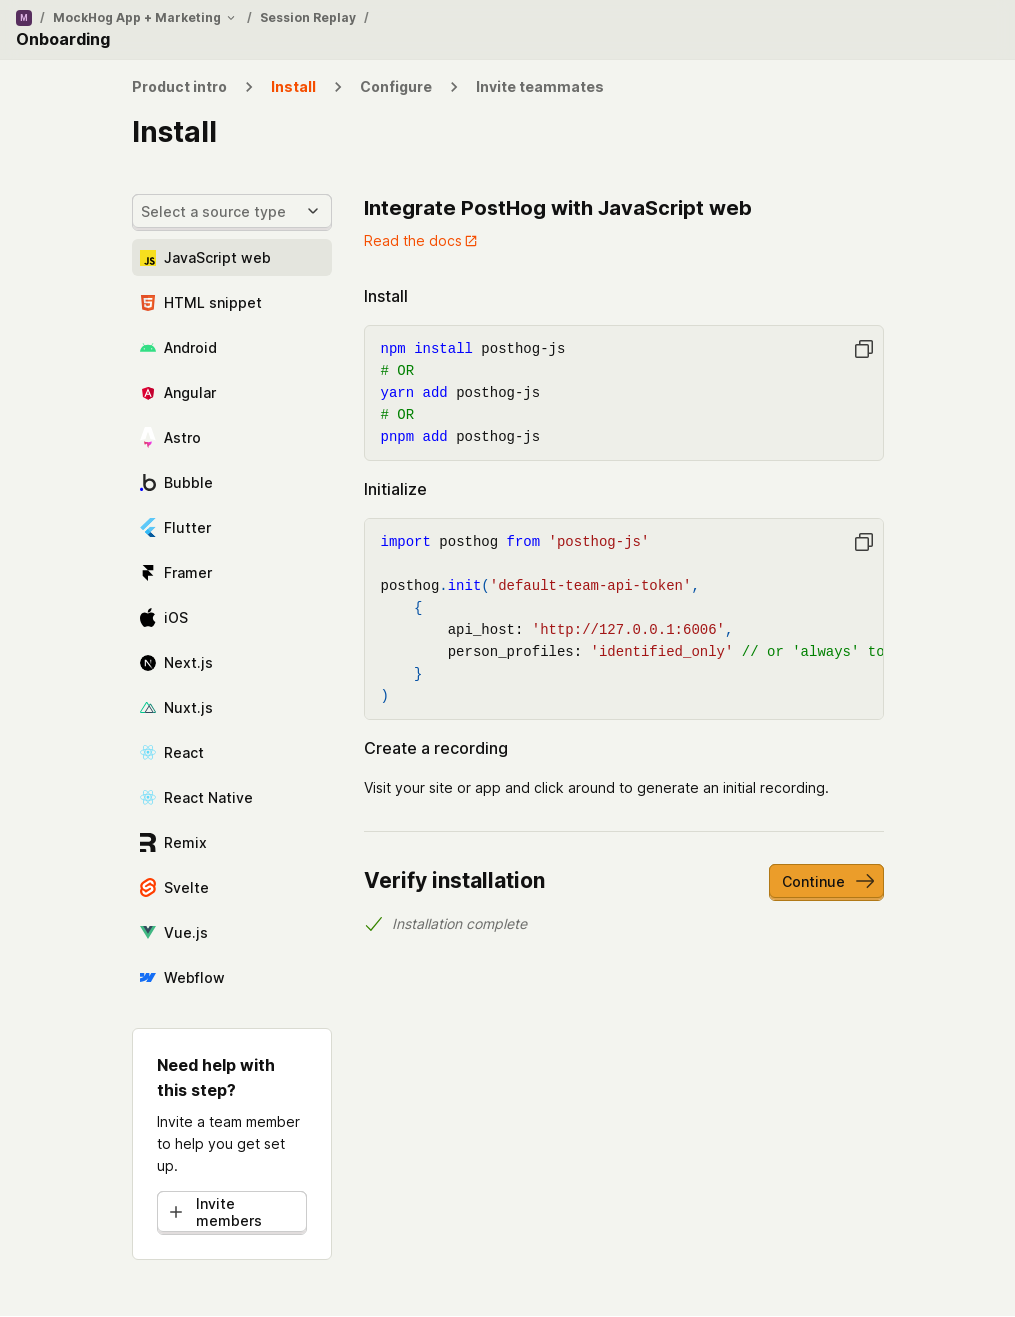 M / MockHog App + Marketing / Session Replay /
Onboarding
Product intro > Install > Configure > Invite teammates
Install
Select a source type
JavaScript web
HTML snippet
Android
Angular
Astro
Bubble
Flutter
Framer
iOS
Next.js
Nuxt.js
React
React Native
Remix
Svelte
Vue.js
Webflow
Need help with
this step?
Invite a team member
to help you get set
up.
Invite
members
Integrate PostHog with JavaScript web
Read the docs
Install
npm install posthog-js
# OR
yarn add posthog-js
# OR
pnpm add posthog-js
Initialize
import posthog from 'posthog-js'
posthog.init('default-team-api-token',
{
api_host: 'http://127.0.0.1:6006',
person_profiles: 'identified_only' // or 'always' to
}
)
Create a recording
Visit your site or app and click around to generate an initial recording.
Verify installation
Continue
Installation complete